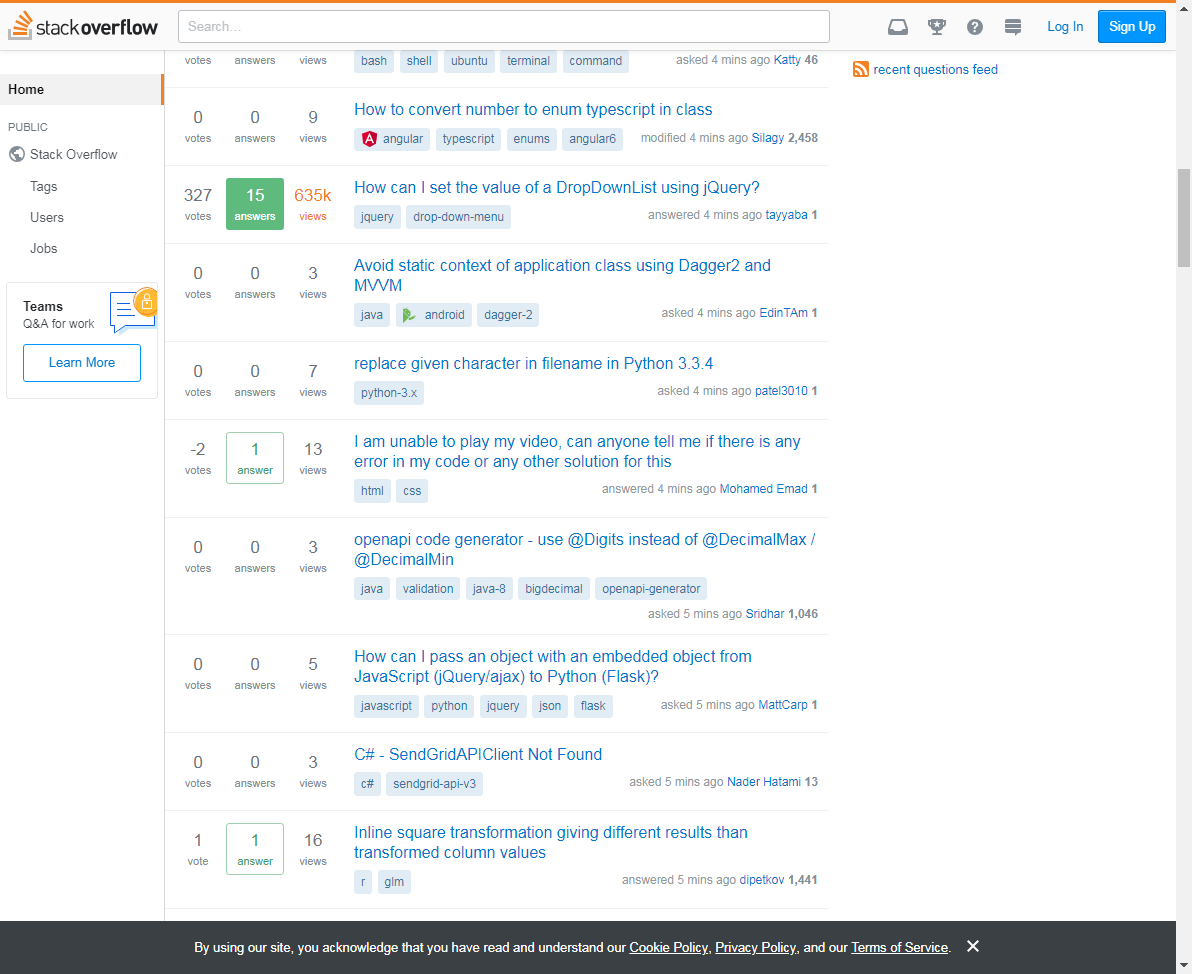 stackoverflow
Search...
Log In
Sign Up
votes answers views
bash shell ubuntu terminal command
asked 4 mins ago Katty 46
recent questions feed
Home
PUBLIC
Stack Overflow
Tags
Users
Jobs
Teams
Q&A for work
Learn More
0 0 9
votes answers views
How to convert number to enum typescript in class
angular typescript enums angular6
modified 4 mins ago Silagy 2,458
327 15 635k
votes answers views
How can I set the value of a DropDownList using jQuery?
jquery drop-down-menu
answered 4 mins ago tayyaba 1
0 0 3
votes answers views
Avoid static context of application class using Dagger2 and
MVVM
java android dagger-2
asked 4 mins ago EdinTAm 1
0 0 7
votes answers views
replace given character in filename in Python 3.3.4
python-3.x
asked 4 mins ago patel3010 1
-2 1 13
votes answer views
I am unable to play my video, can anyone tell me if there is any
error in my code or any other solution for this
html css
answered 4 mins ago Mohamed Emad 1
0 0 3
votes answers views
openapi code generator - use @Digits instead of @DecimalMax /
@DecimalMin
java validation java-8 bigdecimal openapi-generator
asked 5 mins ago Sridhar 1,046
0 0 5
votes answers views
How can I pass an object with an embedded object from
JavaScript (jQuery/ajax) to Python (Flask)?
javascript python jquery json flask
asked 5 mins ago MattCarp 1
0 0 3
votes answers views
C# - SendGridAPIClient Not Found
c# sendgrid-api-v3
asked 5 mins ago Nader Hatami 13
1 1 16
vote answer views
Inline square transformation giving different results than
transformed column values
r glm
answered 5 mins ago dipetkov 1,441
By using our site, you acknowledge that you have read and understand our Cookie Policy, Privacy Policy, and our Terms of Service.